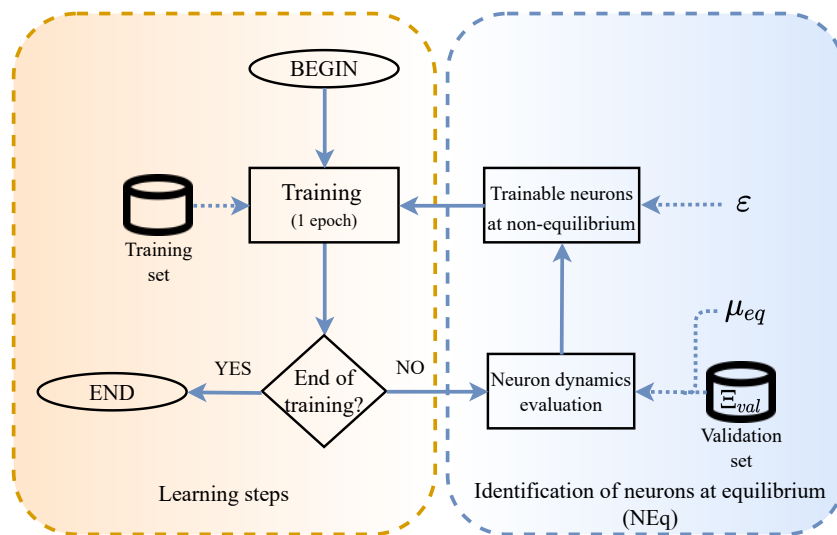 BEGIN
Training
(1 epoch)
Training
set
End of
training?
YES
NO
END
Learning steps
Trainable neurons
at non-equilibrium
ε
μ_eq
Neuron dynamics
evaluation
Ξ_val
Validation
set
Identification of neurons at equilibrium
(NEq)